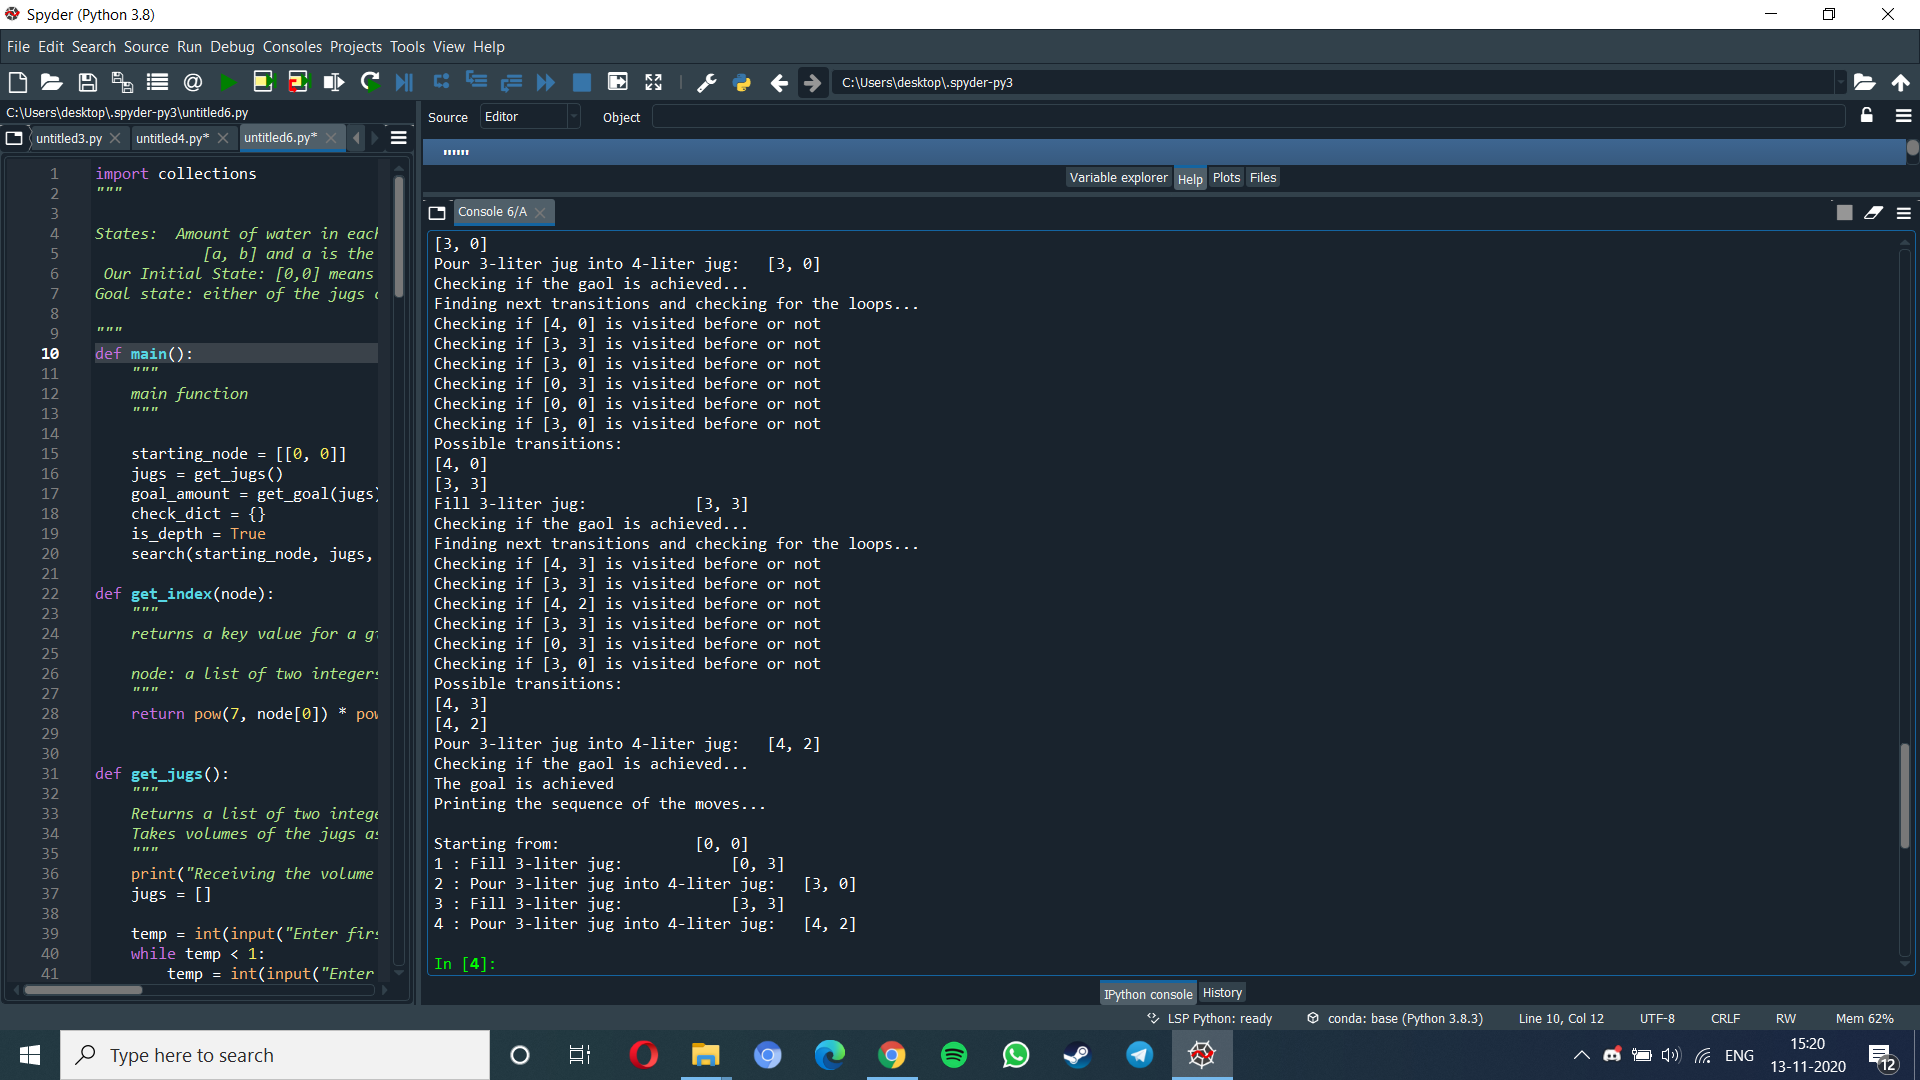 Spyder (Python 3.8)
File Edit Search Source Run Debug Consoles Projects Tools View Help
C:\Users\desktop\.spyder-py3
C:\Users\desktop\.spyder-py3\untitled6.py
untitled3.py untitled4.py* untitled6.py*
1 import collections
2 """
3
4 States:  Amount of water in each
5 [a, b] and a is the
6 Our Initial State: [0,0] means
7 Goal state: either of the jugs
8
9 """
10 def main():
11 """
12 main function
13 """
14
15 starting_node = [[0, 0]]
16 jugs = get_jugs()
17 goal_amount = get_goal(jugs)
18 check_dict = {}
19 is_depth = True
20 search(starting_node, jugs,
21
22 def get_index(node):
23 """
24 returns a key value for a gi
25
26 node: a list of two integers
27 """
28 return pow(7, node[0]) * pow
29
30
31 def get_jugs():
32 """
33 Returns a list of two intege
34 Takes volumes of the jugs as
35 """
36 print("Receiving the volume
37 jugs = []
38
39 temp = int(input("Enter firs
40 while temp < 1:
41 temp = int(input("Enter
Source Editor Object
"""
Variable explorer Help Plots Files
Console 6/A
[3, 0]
Pour 3-liter jug into 4-liter jug:   [3, 0]
Checking if the gaol is achieved...
Finding next transitions and checking for the loops...
Checking if [4, 0] is visited before or not
Checking if [3, 3] is visited before or not
Checking if [3, 0] is visited before or not
Checking if [0, 3] is visited before or not
Checking if [0, 0] is visited before or not
Checking if [3, 0] is visited before or not
Possible transitions:
[4, 0]
[3, 3]
Fill 3-liter jug:            [3, 3]
Checking if the gaol is achieved...
Finding next transitions and checking for the loops...
Checking if [4, 3] is visited before or not
Checking if [3, 3] is visited before or not
Checking if [4, 2] is visited before or not
Checking if [3, 3] is visited before or not
Checking if [0, 3] is visited before or not
Checking if [3, 0] is visited before or not
Possible transitions:
[4, 3]
[4, 2]
Pour 3-liter jug into 4-liter jug:   [4, 2]
Checking if the gaol is achieved...
The goal is achieved
Printing the sequence of the moves...
Starting from:               [0, 0]
1 : Fill 3-liter jug:            [0, 3]
2 : Pour 3-liter jug into 4-liter jug:   [3, 0]
3 : Fill 3-liter jug:            [3, 3]
4 : Pour 3-liter jug into 4-liter jug:   [4, 2]
In [4]:
IPython console History
LSP Python: ready conda: base (Python 3.8.3) Line 10, Col 12 UTF-8 CRLF RW Mem 62%
Type here to search
ENG
15:20
13-11-2020
12